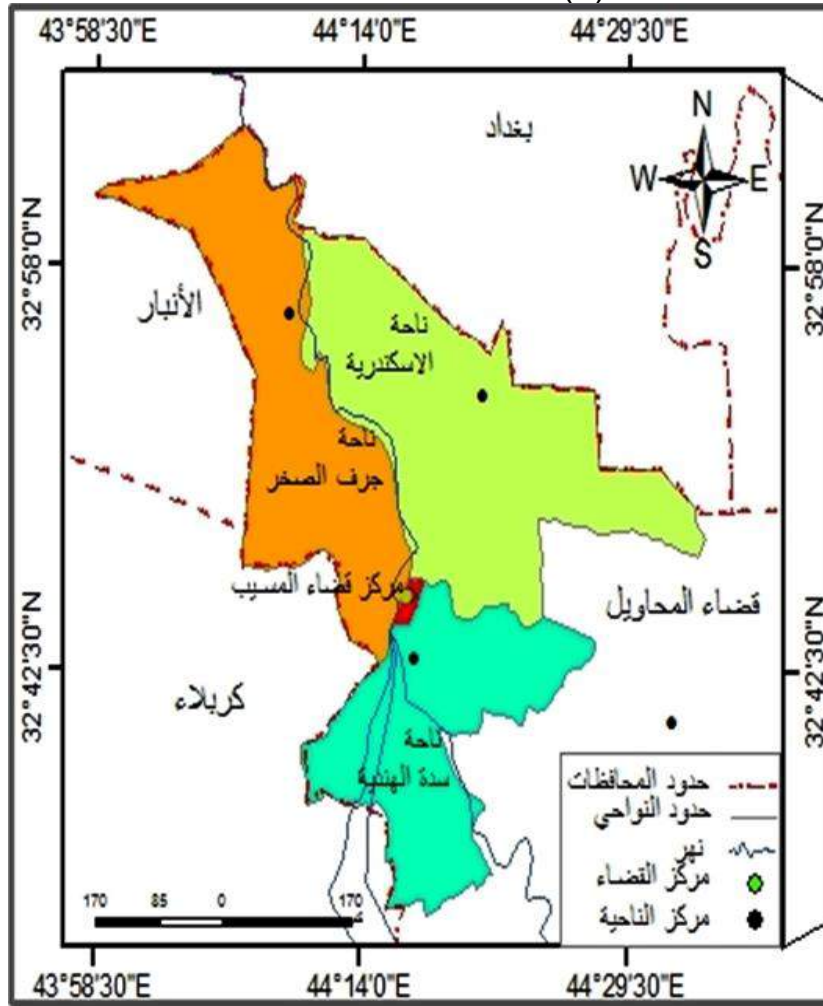 43°58'30"E 44°14'0"E 44°29'30"E
N
W E
S
بغداد
32°58'0"N
32°58'0"N
الأنبار
ناحة
الاسكندرية
ناحة
جرف الصخر
مركز قضاء المسيب
قضاء المحاويل
32°42'30"N
32°42'30"N
كربلاء
ناحة
سدة الهندية
حدود المحافظات
حدود النواحي
نهر
مركز القضاء
مركز الناحية
170 85 0 170
43°58'30"E 44°14'0"E 44°29'30"E